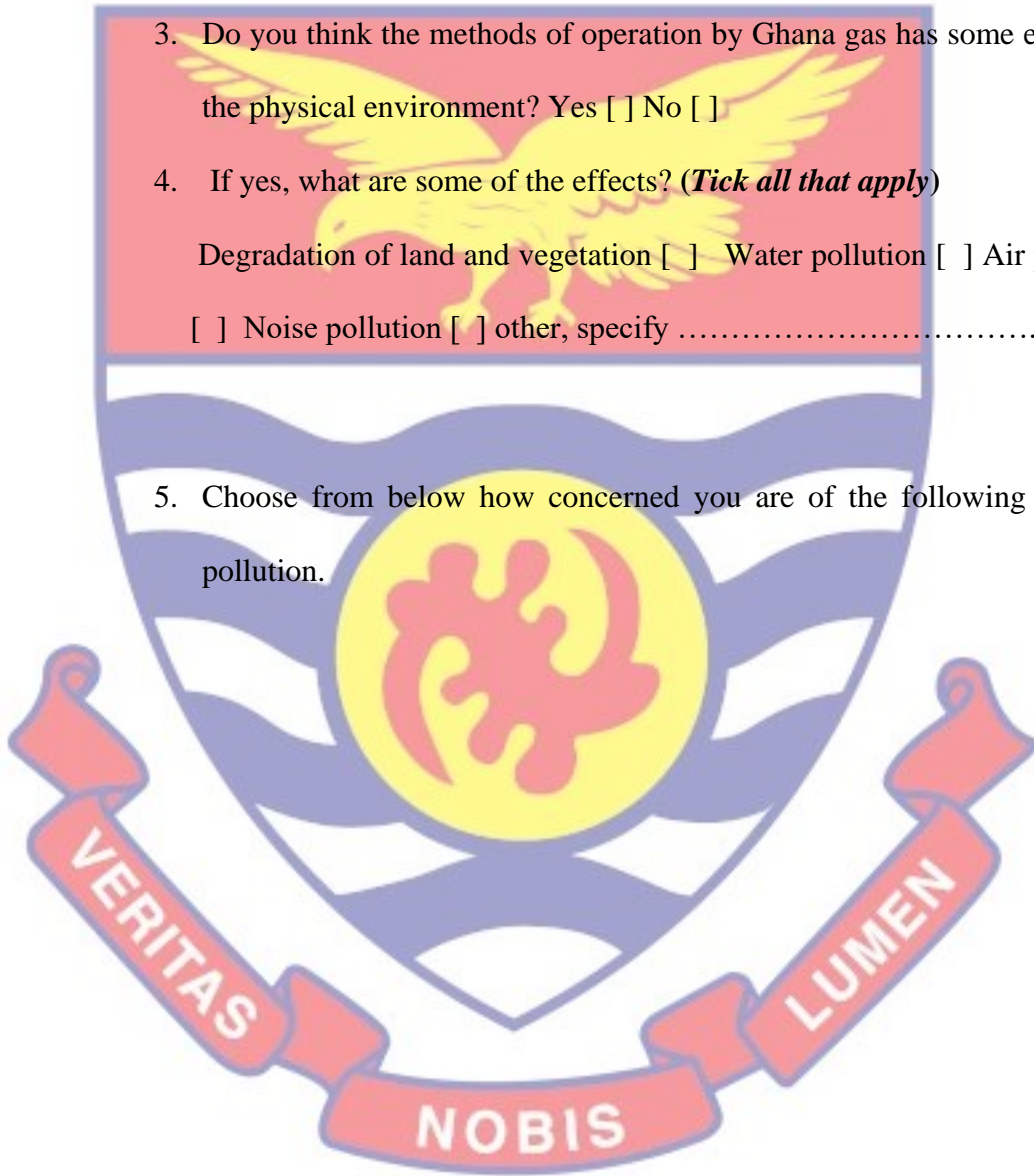 3. Do you think the methods of operation by Ghana gas has some e
the physical environment? Yes [ ] No [ ]
4. If yes, what are some of the effects? (Tick all that apply)
Degradation of land and vegetation [ ] Water pollution [ ] Air
[ ] Noise pollution [ ] other, specify ……………………………….
5. Choose from below how concerned you are of the following
pollution.
VERITAS
NOBIS
LUMEN